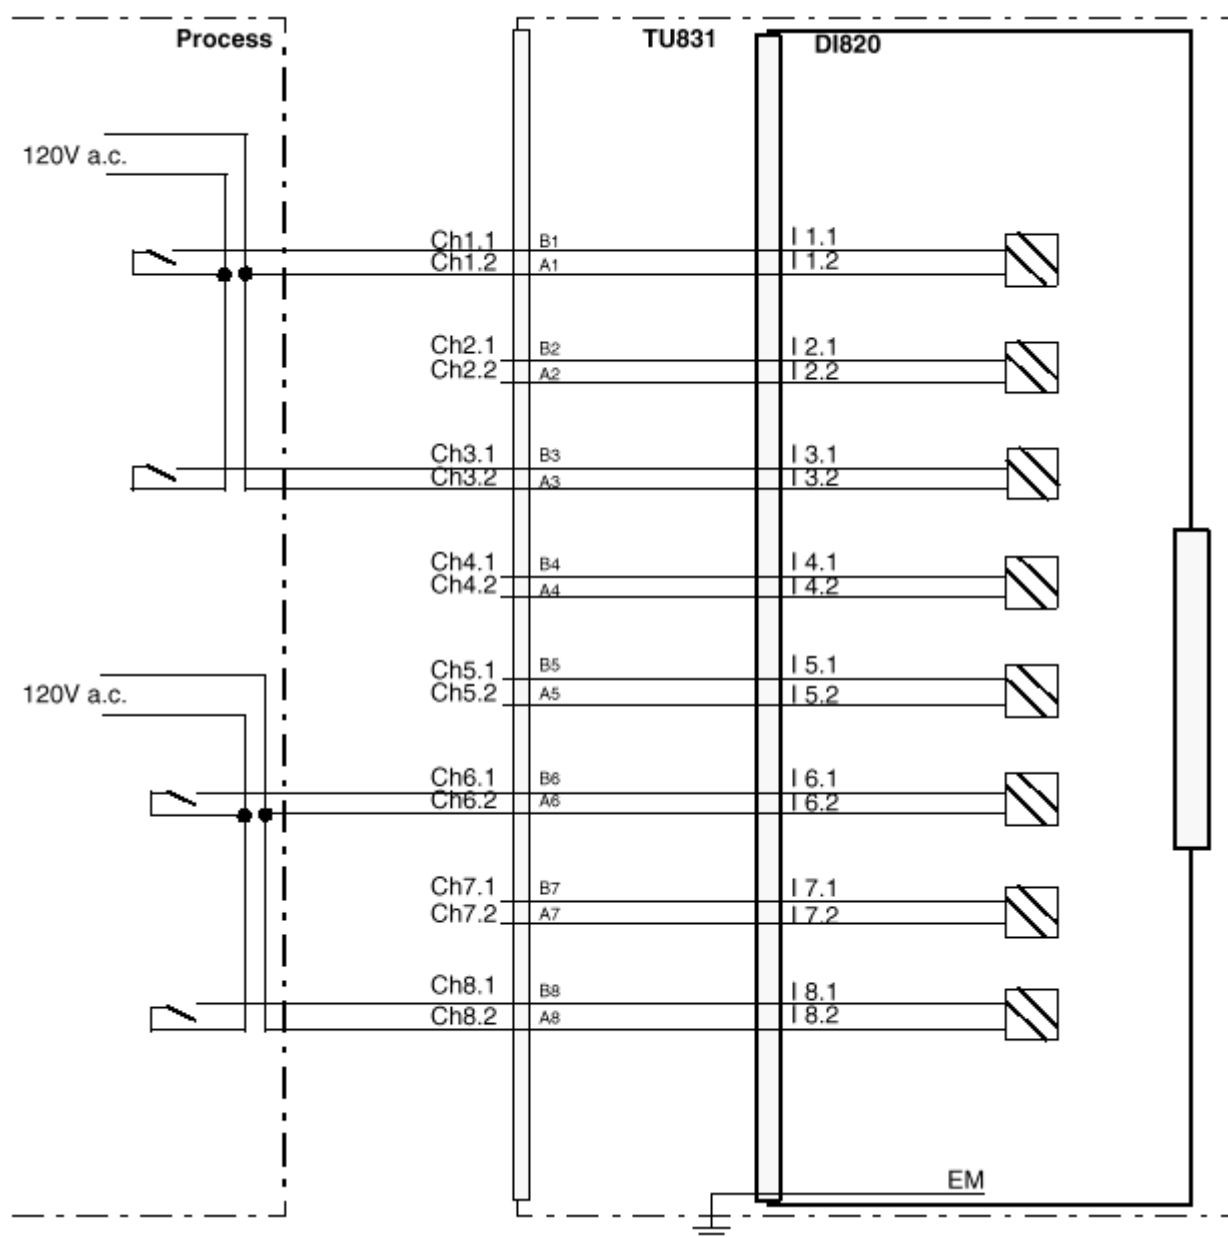 Process
TU831
DI820
120V a.c.
Ch1.1 B1 I 1.1
Ch1.2 A1 I 1.2
Ch2.1 B2 I 2.1
Ch2.2 A2 I 2.2
Ch3.1 B3 I 3.1
Ch3.2 A3 I 3.2
Ch4.1 B4 I 4.1
Ch4.2 A4 I 4.2
Ch5.1 B5 I 5.1
120V a.c.
Ch5.2 A5 I 5.2
Ch6.1 B6 I 6.1
Ch6.2 A6 I 6.2
Ch7.1 B7 I 7.1
Ch7.2 A7 I 7.2
Ch8.1 B8 I 8.1
Ch8.2 A8 I 8.2
EM